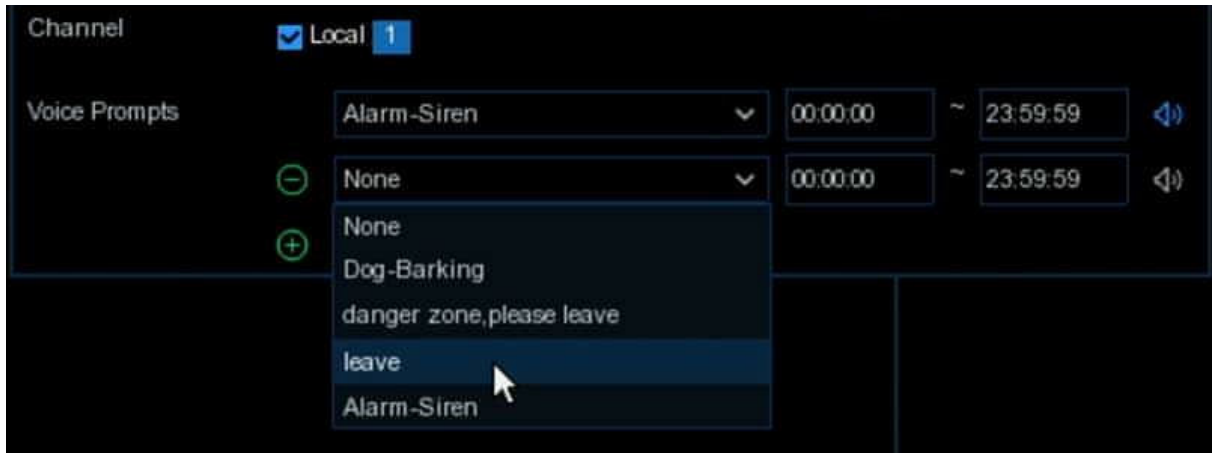 Channel Local 1
Voice Prompts Alarm-Siren 00:00:00 ~ 23:59:59
None 00:00:00 ~ 23:59:59
None
Dog-Barking
danger zone,please leave
leave
Alarm-Siren